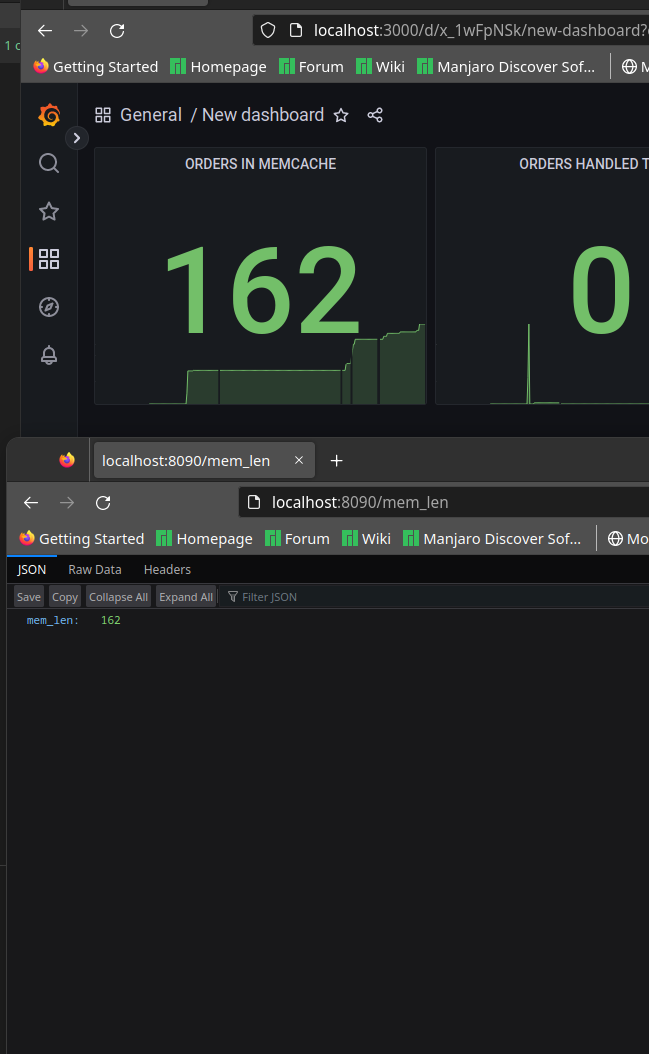 1 c
localhost:3000/d/x_1wFpNSk/new-dashboard?
Getting Started Homepage Forum Wiki Manjaro Discover Sof... M
General / New dashboard
ORDERS IN MEMCACHE
162
ORDERS HANDLED T
0
localhost:8090/mem_len
localhost:8090/mem_len
Getting Started Homepage Forum Wiki Manjaro Discover Sof... Mo
JSON Raw Data Headers
Save Copy Collapse All Expand All Filter JSON
mem_len: 162